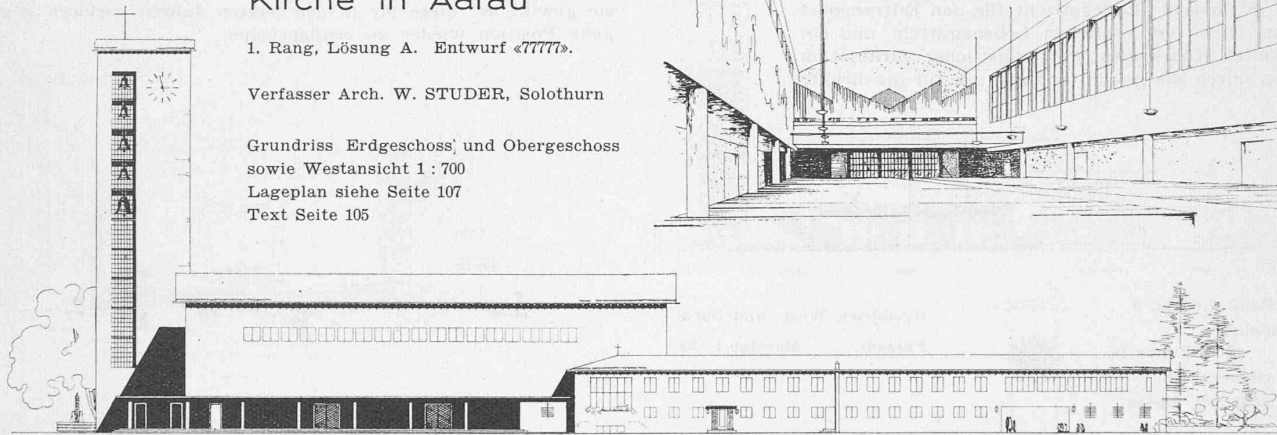 Kirche in Aarau
1. Rang, Lösung A. Entwurf «77777».
Verfasser Arch. W. STUDER, Solothurn
Grundriss Erdgeschoss und Obergeschoss
sowie Westansicht 1 : 700
Lageplan siehe Seite 107
Text Seite 105